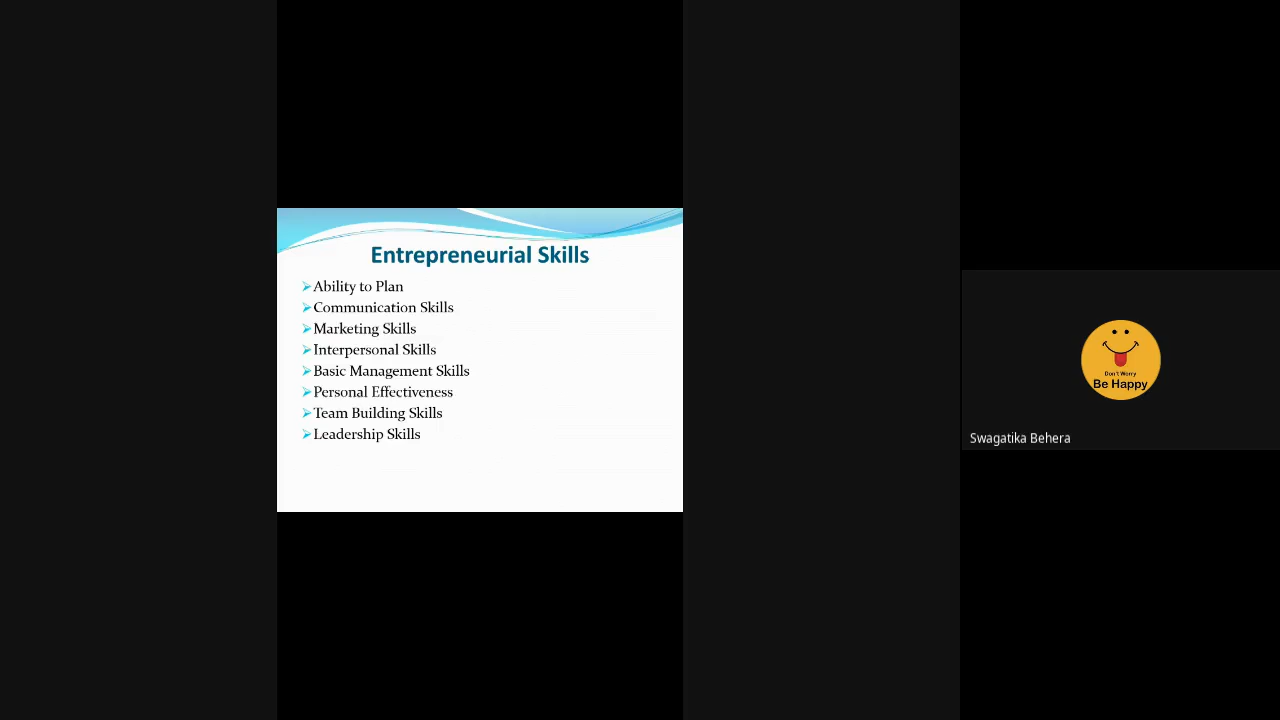 Entrepreneurial Skills
➢Ability to Plan
➢Communication Skills
➢Marketing Skills
➢Interpersonal Skills
➢Basic Management Skills
➢Personal Effectiveness
➢Team Building Skills
➢Leadership Skills
Don't Worry
Be Happy
Swagatika Behera